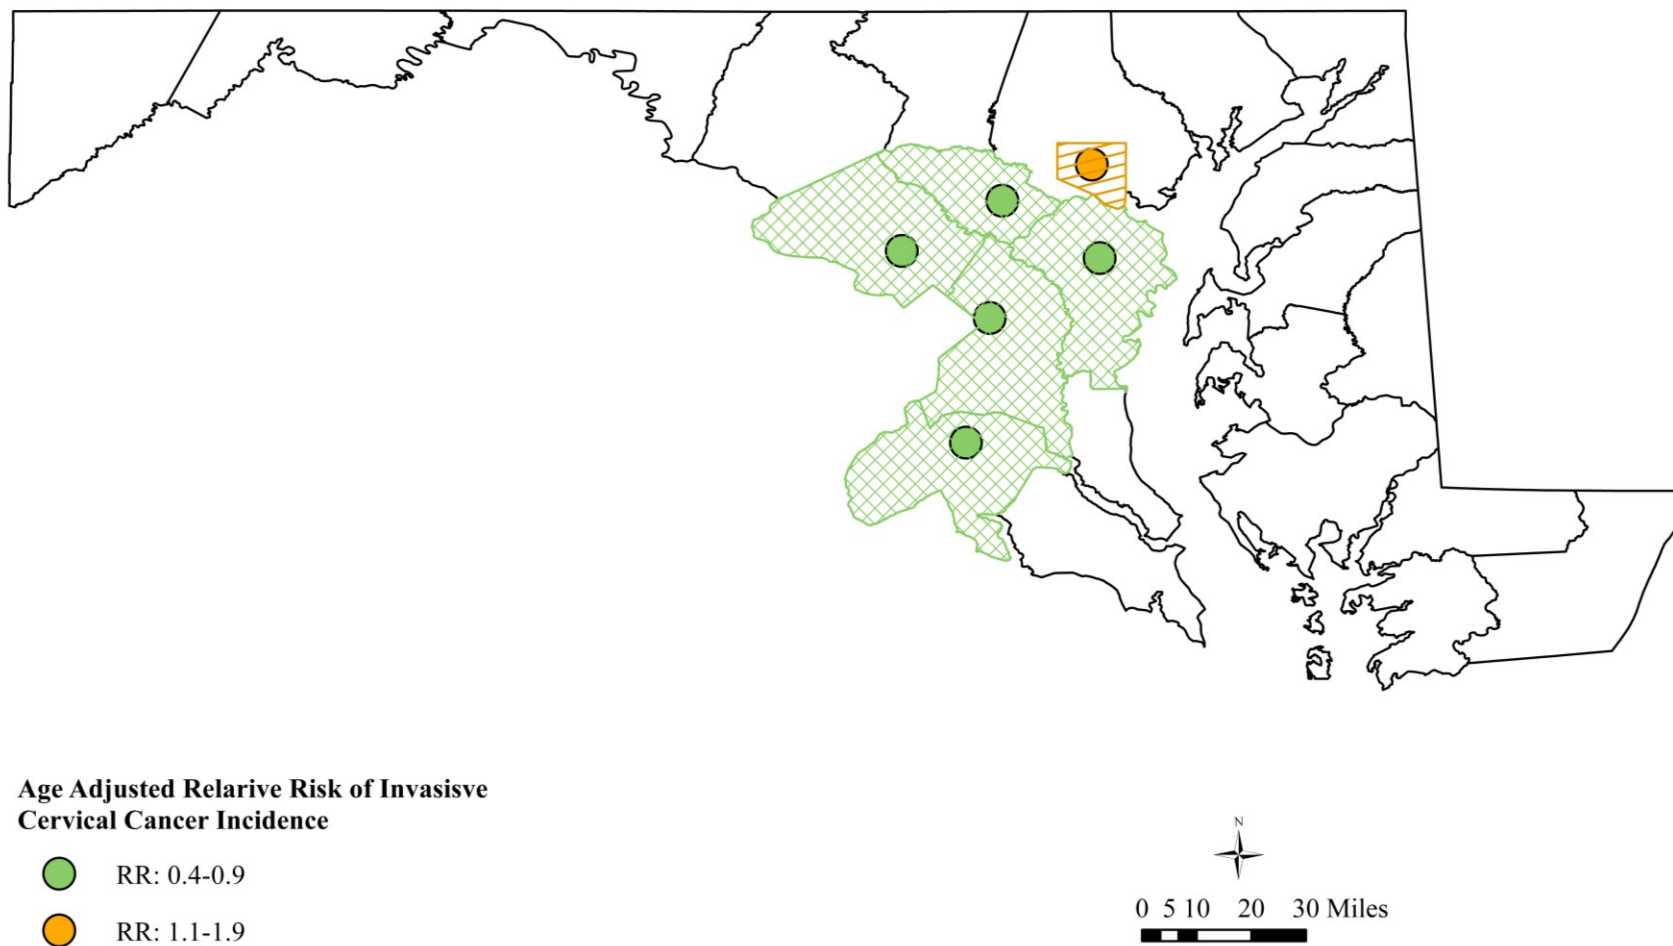 Age Adjusted Relarive Risk of Invasisve
Cervical Cancer Incidence
RR: 0.4-0.9
RR: 1.1-1.9
N
0 5 10 20 30 Miles